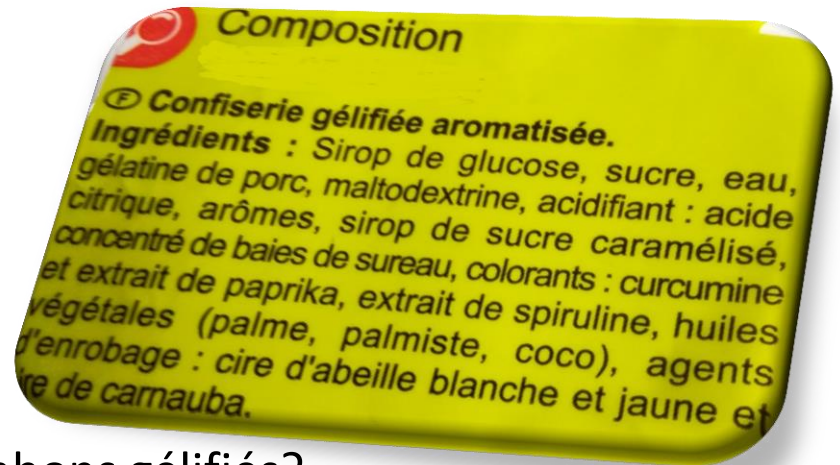 Composition
Ⓕ Confiserie gélifiée aromatisée.
Ingrédients : Sirop de glucose, sucre, eau,
gélatine de porc, maltodextrine, acidifiant : acide
citrique, arômes, sirop de sucre caramélisé,
concentré de baies de sureau, colorants : curcumine
et extrait de paprika, extrait de spiruline, huiles
végétales (palme, palmiste, coco), agents
d'enrobage : cire d'abeille blanche et jaune et
de carnauba.
gélifiés?